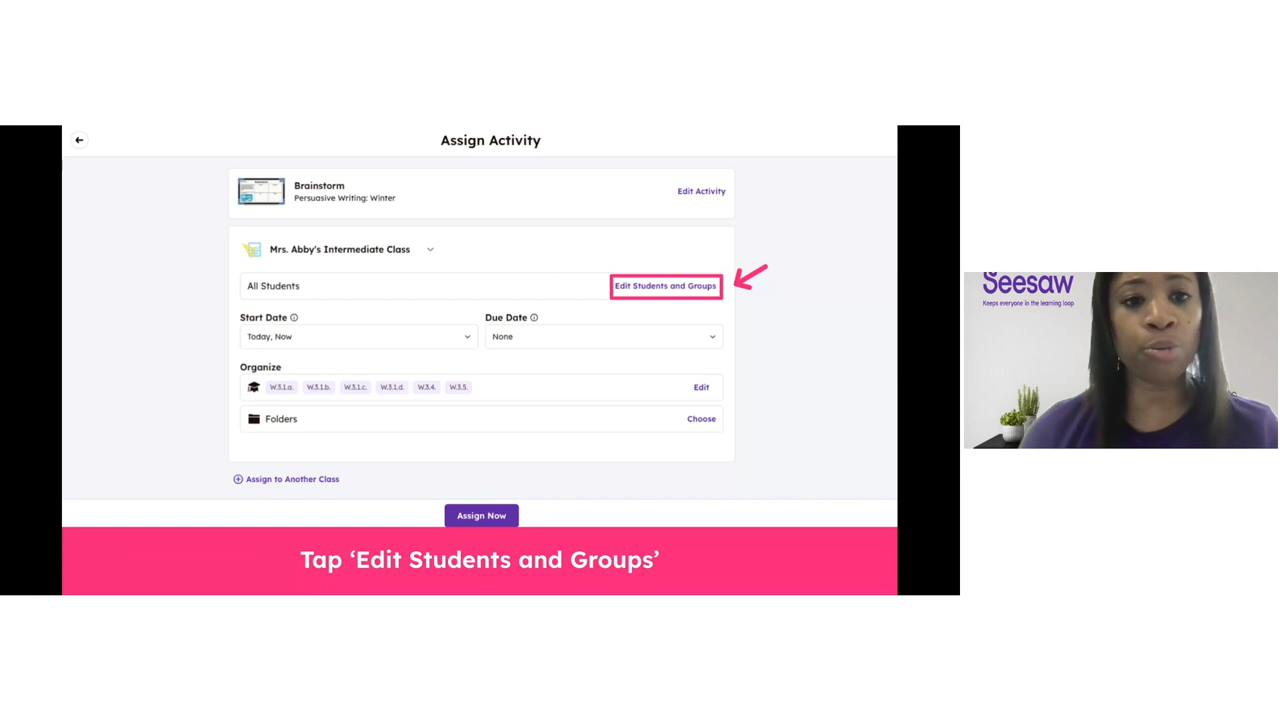 Assign Activity
Brainstorm
Persuasive Writing: Winter
Edit Activity
Mrs. Abby's Intermediate Class
All Students
Edit Students and Groups
Start Date
Due Date
Today, Now
None
Organize
W.3.1.a. W.3.1.b. W.3.1.c. W.3.1.d. W.3.4. W.3.5.
Edit
Folders
Choose
Assign to Another Class
Assign Now
Tap ‘Edit Students and Groups’
Seesaw
Keeps everyone in the learning loop